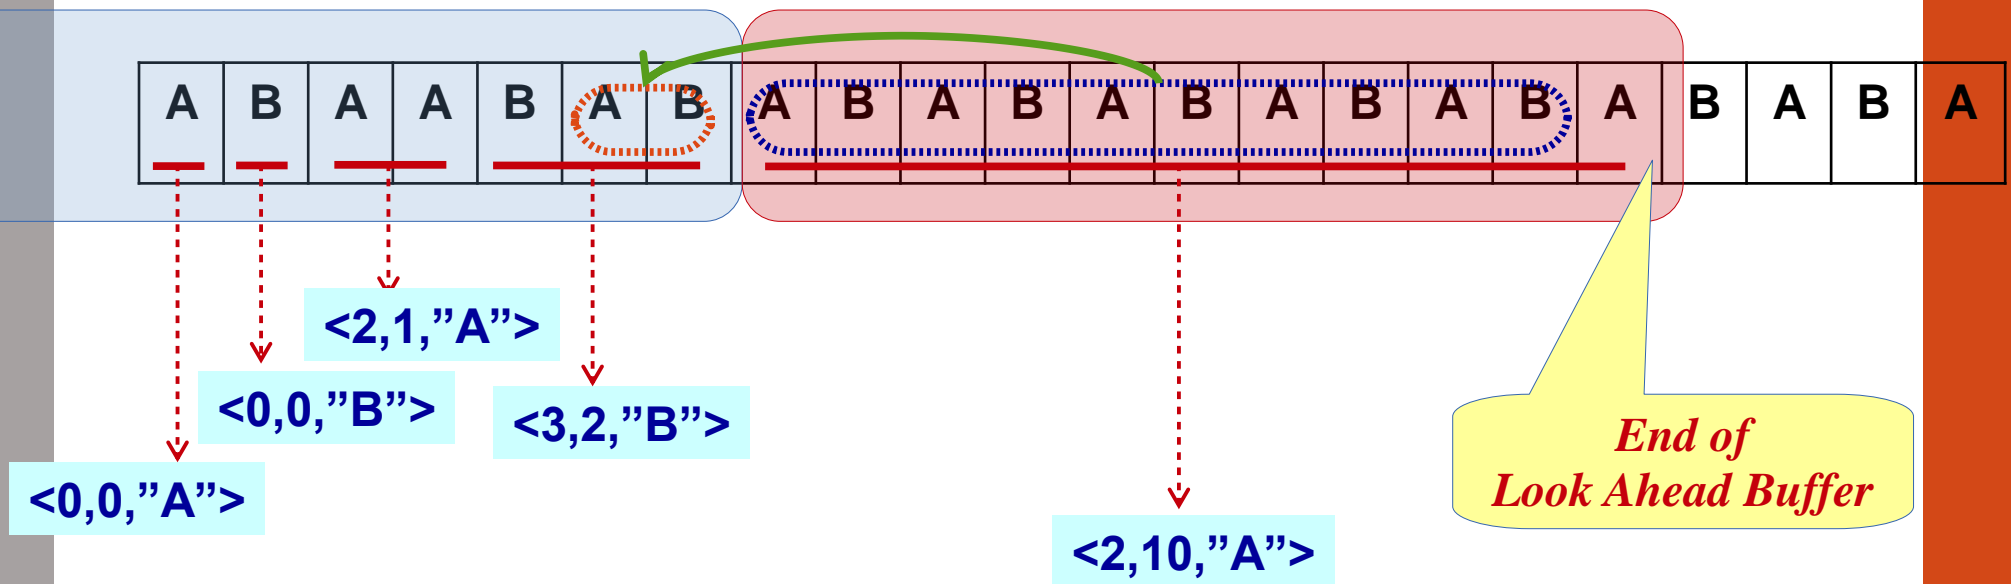 A B A A B A B A B A B A B A B A B A B A B A
<2,1,”A”>
<0,0,”B”>
<3,2,”B”>
<0,0,”A”>
<2,10,”A”>
End of
Look Ahead Buffer